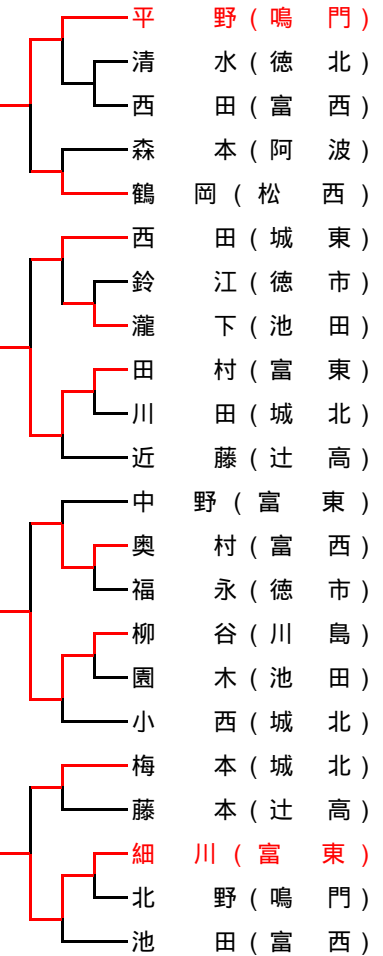 平野(鳴門)
清水(徳北)
西田(富西)
森本(阿波)
鶴岡(松西)
西田(城東)
鈴江(徳市)
瀧下(池田)
田村(富東)
川田(城北)
近藤(辻高)
中野(富東)
奥村(富西)
福永(徳市)
柳谷(川島)
園木(池田)
小西(城北)
梅本(城北)
藤本(辻高)
細川(富東)
北野(鳴門)
池田(富西)